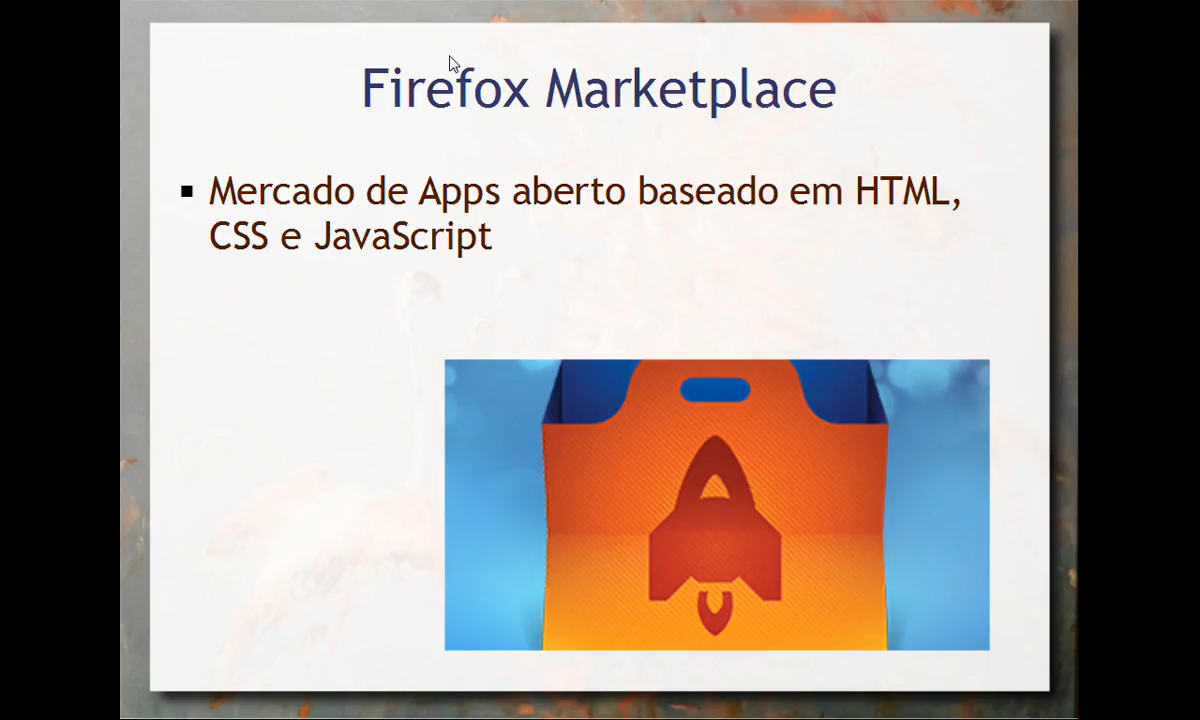 Firefox Marketplace
Mercado de Apps aberto baseado em HTML,
CSS e JavaScript